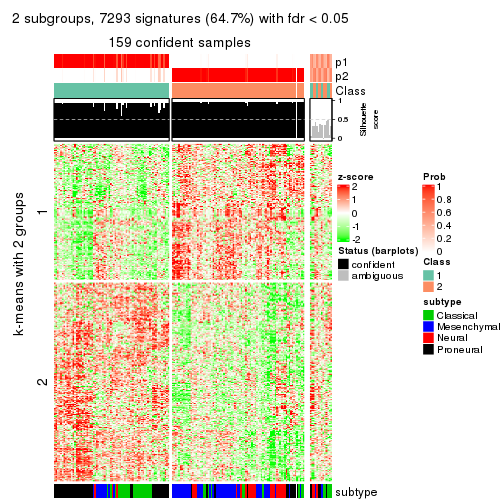 2 subgroups, 7293 signatures (64.7%) with fdr < 0.05
159 confident samples
p1
p2
Class
1
0.5
0
Silhouette
score
k-means with 2 groups
1
2
z-score
2
1
0
-1
-2
Status (barplots)
confident
ambiguous
Prob
1
0.8
0.6
0.4
0.2
0
Class
1
2
subtype
Classical
Mesenchymal
Neural
Proneural
subtype